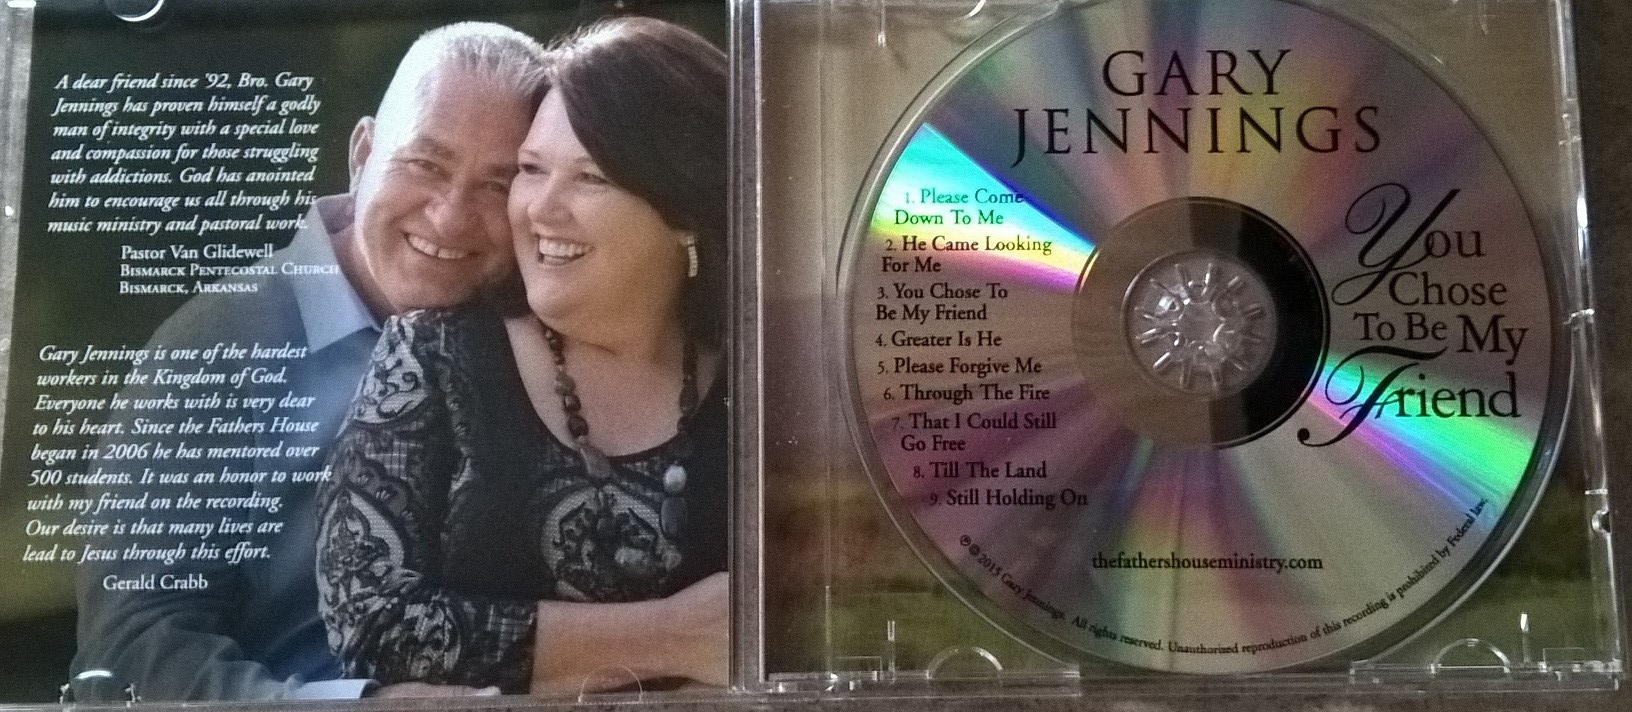 A dear friend since '92, Bro. Gary
Jennings has proven himself a godly
man of integrity with a special love
and compassion for those struggling
with addictions. God has anointed
him to encourage us all through his
music ministry and pastoral work.
Pastor Van Glidewell
BISMARCK PENTECOSTAL CHURCH
BISMARCK, ARKANSAS
Gary Jennings is one of the hardest
workers in the Kingdom of God.
Everyone he works with is very dear
to his heart. Since the Fathers House
began in 2006 he has mentored over
500 students. It was an honor to work
with my friend on the recording.
Our desire is that many lives are
lead to Jesus through this effort.
Gerald Crabb
GARY
JENNINGS
1. Please Come
Down To Me
2. He Came Looking
For Me
3. You Chose To
Be My Friend
4. Greater Is He
5. Please Forgive Me
6. Through The Fire
7. That I Could Still
Go Free
8. Till The Land
9. Still Holding On
You
Chose
To Be My
Friend
thefathershouseministry.com
℗ © 2015 Gary Jennings. All rights reserved. Unauthorized reproduction of this recording is prohibited by Federal law.